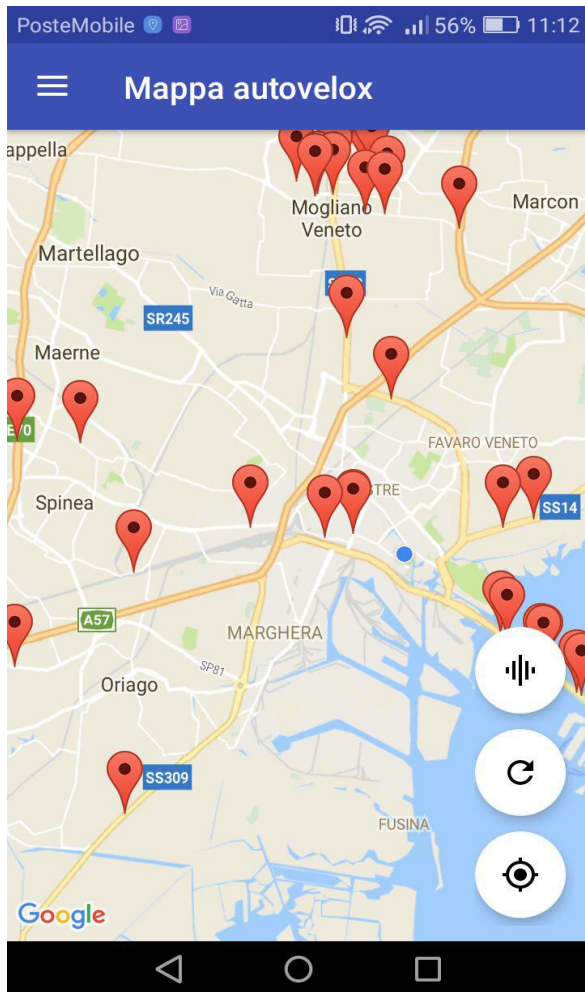 PosteMobile 56% 11:12
Mappa autovelox
appella
Mogliano
Veneto
Marcon
Martellago
Via Gatta
SR245
Maerne
E70
FAVARO VENETO
STRE
Spinea
SS14
A57
MARGHERA
SP81
Oriago
SS309
FUSINA
Google